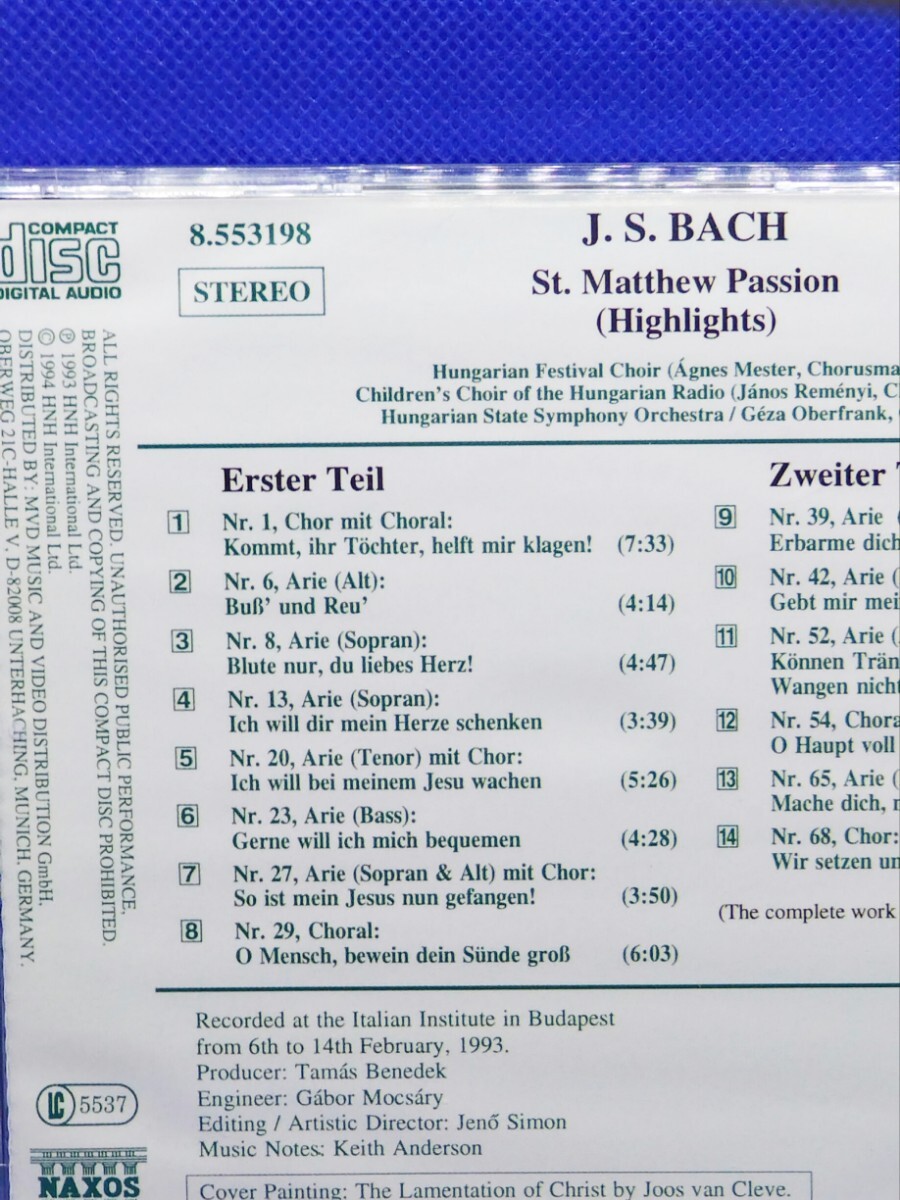 COMPACT
disc
DIGITAL AUDIO
8.553198
STEREO
J. S. BACH
St. Matthew Passion
(Highlights)
Hungarian Festival Choir (Ágnes Mester,
Children's Choir of the Hungarian Radio (János Reményi,
Hungarian State Symphony Orchestra / Géza Oberfrank,
Erster Teil
1 Nr. 1, Chor mit Choral:
Kommt, ihr Töchter, helft mir klagen! (7:33)
2 Nr. 6, Arie (Alt):
Buß' und Reu' (4:14)
3 Nr. 8, Arie (Sopran):
Blute nur, du liebes Herz! (4:47)
4 Nr. 13, Arie (Sopran):
Ich will dir mein Herze schenken (3:39)
5 Nr. 20, Arie (Tenor) mit Chor:
Ich will bei meinem Jesu wachen (5:26)
6 Nr. 23, Arie (Bass):
Gerne will ich mich bequemen (4:28)
7 Nr. 27, Arie (Sopran & Alt) mit Chor:
So ist mein Jesus nun gefangen! (3:50)
8 Nr. 29, Choral:
O Mensch, bewein dein Sünde groß (6:03)
Zweiter
9 Nr. 39, Arie
Erbarme dich
10 Nr. 42, Arie
Gebt mir
11 Nr. 52, Arie
Können
Wangen
12 Nr. 54,
O Haupt voll
13 Nr. 65, Arie
Mache dich,
14 Nr. 68, Chor:
Wir setzen
(The complete work
Recorded at the Italian Institute in Budapest
from 6th to 14th February, 1993.
Producer: Tamás Benedek
Engineer: Gábor Mocsáry
Editing / Artistic Director: Jenő Simon
Music Notes: Keith Anderson
Cover Painting: The Lamentation of Christ by Joos van Cleve.
ALL RIGHTS RESERVED. UNAUTHORISED PUBLIC PERFORMANCE,
BROADCASTING AND COPYING OF THIS COMPACT DISC PROHIBITED.
℗ 1993 HNH International Ltd.
© 1994 HNH International Ltd.
DISTRIBUTED BY: MVD MUSIC AND VIDEO DISTRIBUTION GmbH,
OBERWEG 21C-HALLE V, D-82008 UNTERHACHING, MUNICH, GERMANY.
LC 5537
NAXOS